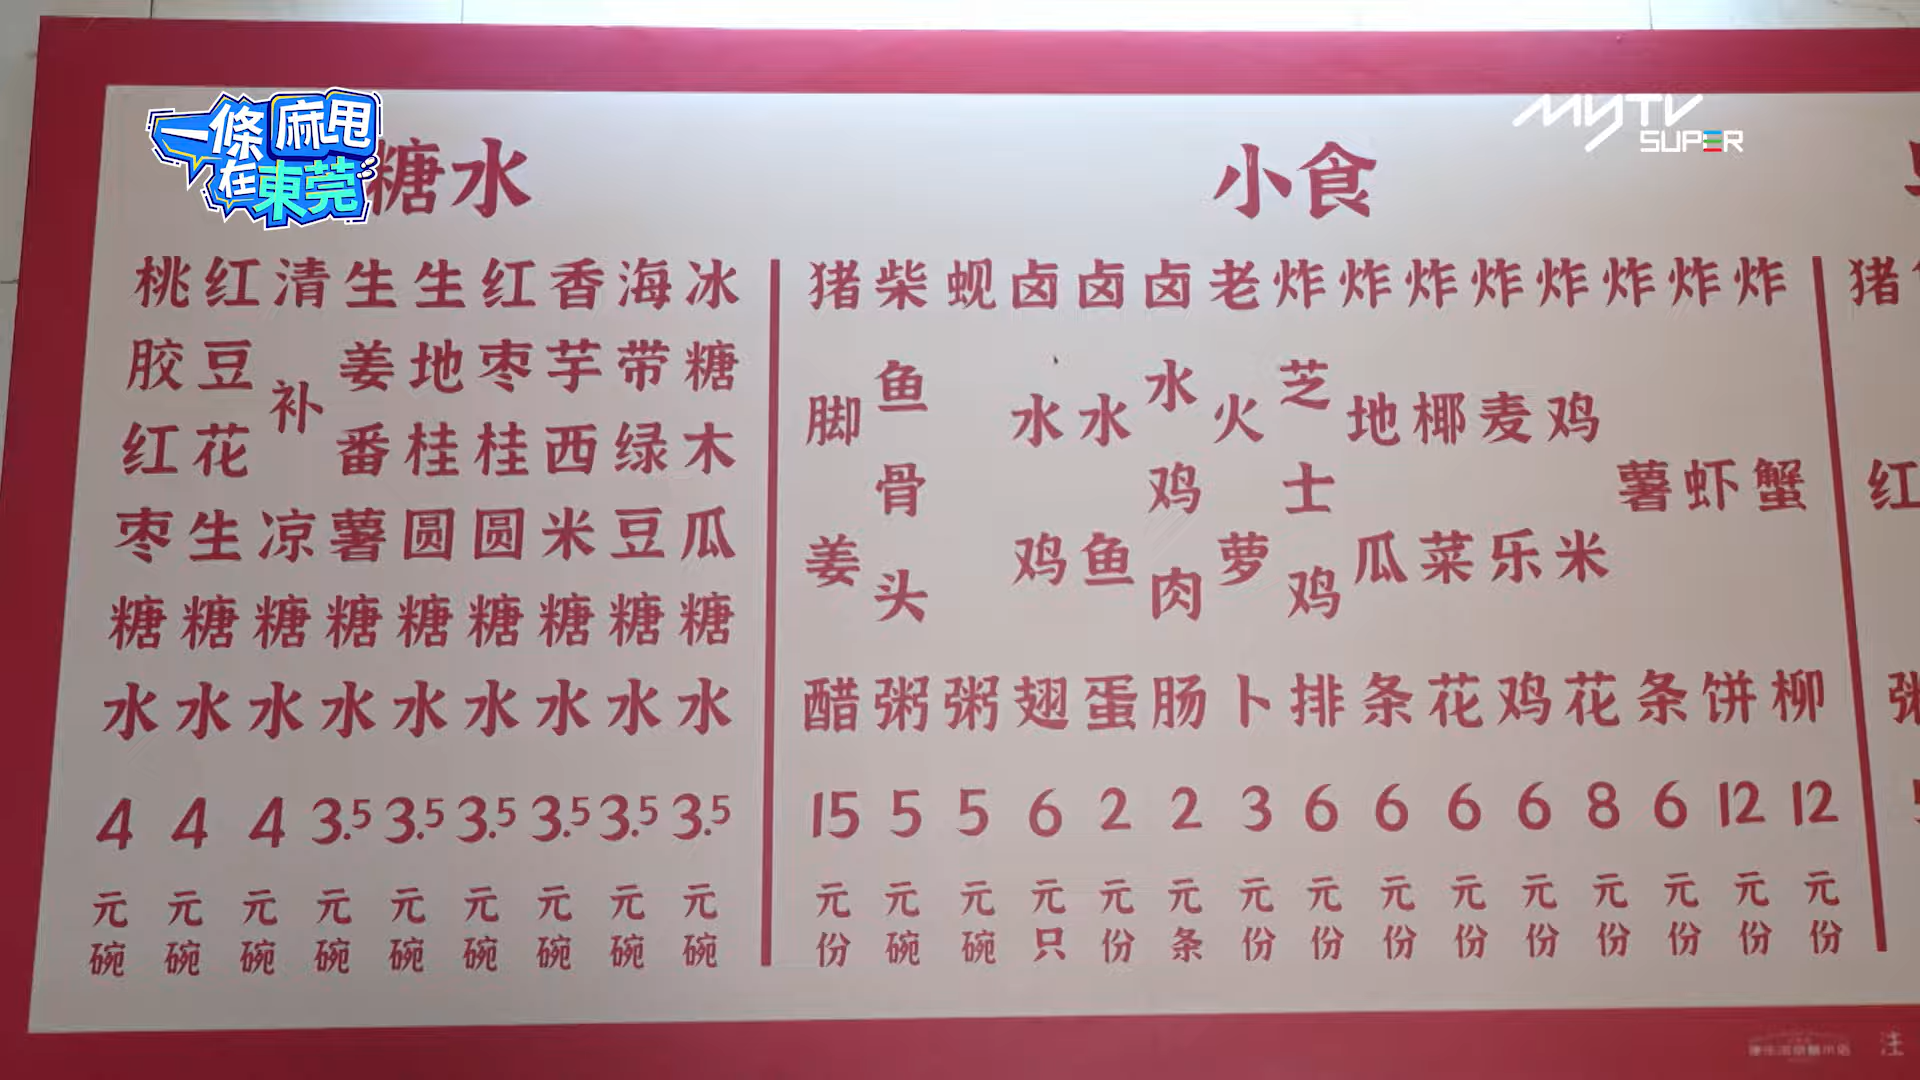 一條麻甩在東莞
myTV SUPER
糖水
桃胶红枣糖水 4元碗
红豆花生糖水 4元碗
清补凉糖水 4元碗
生姜番薯糖水 3.5元碗
生地桂圆糖水 3.5元碗
红枣桂圆糖水 3.5元碗
香芋西米糖水 3.5元碗
海带绿豆糖水 3.5元碗
冰糖木瓜糖水 3.5元碗
小食
猪脚姜醋 15元份
柴鱼骨头粥 5元碗
蚬粥 5元碗
卤水鸡翅 6元只
卤水鱼蛋 2元份
卤水鸡肉肠 2元条
老火萝卜 3元份
炸芝士鸡排 6元份
炸地瓜条 6元份
炸椰菜花 6元份
炸麦乐鸡 6元份
炸鸡米花 8元份
炸薯条 6元份
炸虾饼 12元份
炸蟹柳 12元份
猪红粥
注